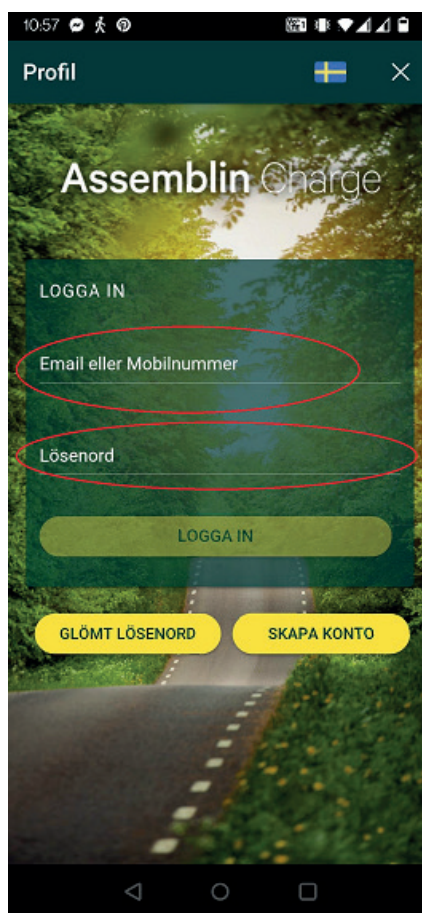 10:57
Profil
Assemblin Charge
LOGGA IN
Email eller Mobilnummer
Lösenord
LOGGA IN
GLÖMT LÖSENORD
SKAPA KONTO